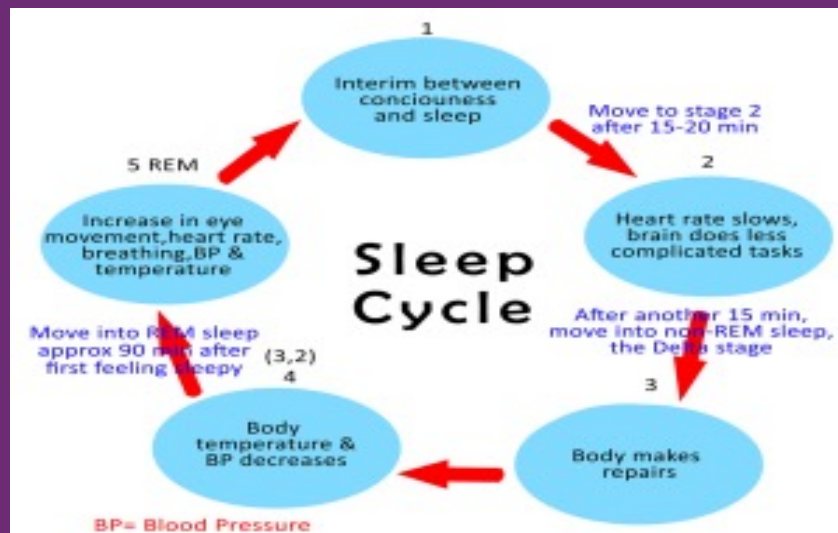 1
Interim between
conciouness
and sleep
Move to stage 2
after 15-20 min
2
Heart rate slows,
brain does less
complicated tasks
After another 15 min,
move into non-REM sleep,
the Delta stage
3
Body makes
repairs
(3,2)
4
Body
temperature &
BP decreases
Move into REM sleep
approx 90 min after
first feeling sleepy
5 REM
Increase in eye
movement,heart rate,
breathing,BP &
temperature
Sleep
Cycle
BP= Blood Pressure